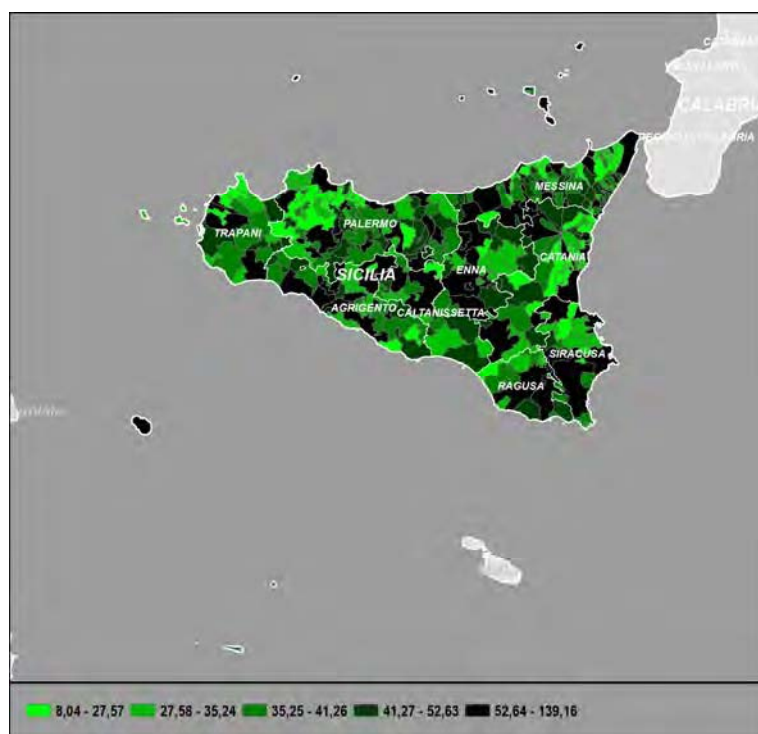 CALABRIA
MESSINA
PALERMO
TRAPANI
CATANIA
SICILIA
ENNA
AGRIGENTO
CALTANISSETTA
SIRACUSA
RAGUSA
8,04 - 27,57 27,58 - 35,24 35,25 - 41,26 41,27 - 52,63 52,64 - 139,16